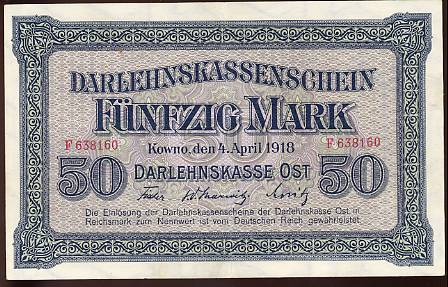 DARLEHNSKASSENSCHEIN
FÜNFZIG MARK
F 638160 F 638160
Kowno, den 4. April 1918
DARLEHNSKASSE OST
50 50
Die Einlösung der Darlehnskassenscheine der Darlehnskasse Ost in
Reichsmark zum Nennwert ist vom Deutschen Reich gewährleistet.